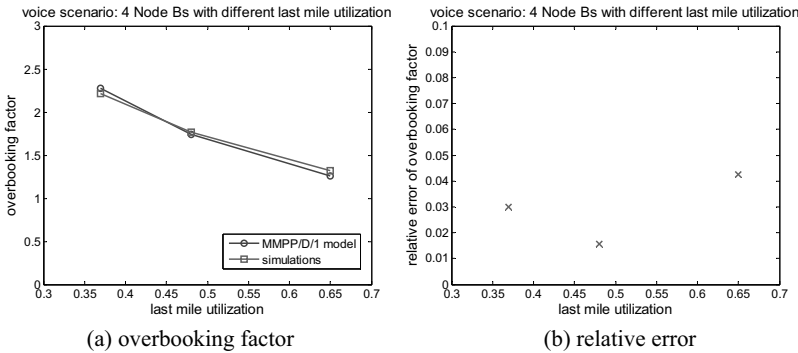 voice scenario: 4 Node Bs with different last mile utilization
3
2.5
2
1.5
1
0.5
0
overbooking factor
MMPP/D/1 model
simulations
0.3 0.35 0.4 0.45 0.5 0.55 0.6 0.65 0.7
last mile utilization
(a) overbooking factor
voice scenario: 4 Node Bs with different last mile utilization
0.1
0.09
0.08
0.07
0.06
0.05
0.04
0.03
0.02
0.01
0
relative error of overbooking factor
0.3 0.35 0.4 0.45 0.5 0.55 0.6 0.65 0.7
last mile utilization
(b) relative error